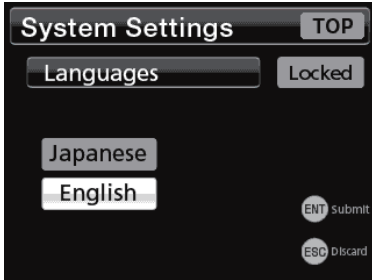 System Settings TOP
Languages Locked
Japanese
English
ENT Submit
ESC Discard